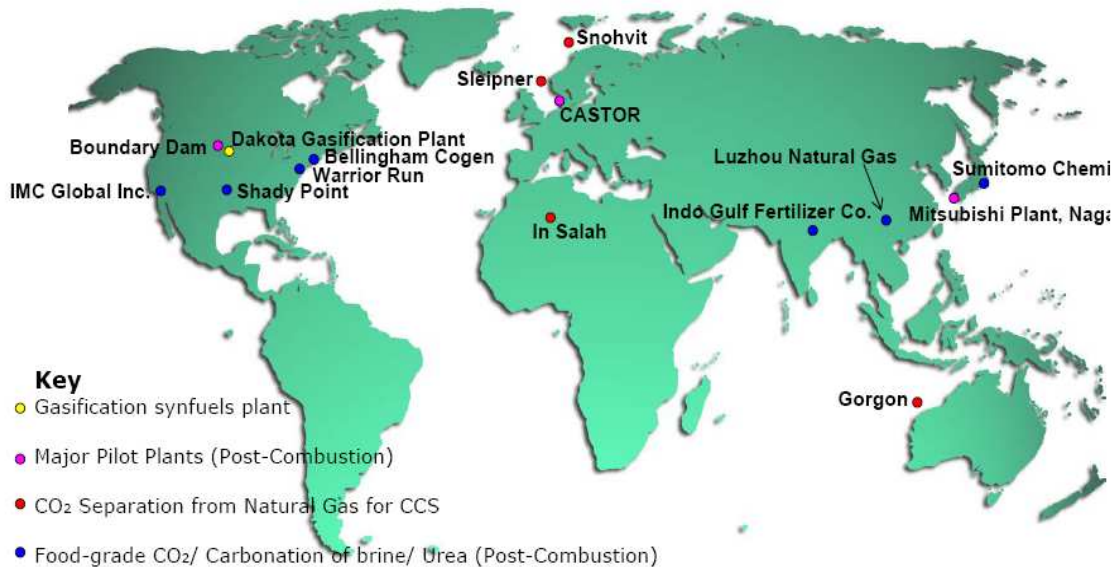 Snohvit
Sleipner
CASTOR
Boundary Dam
Dakota Gasification Plant
Bellingham Cogen
Warrior Run
IMC Global Inc.
Shady Point
Luzhou Natural Gas
Sumitomo Chemi
Indo Gulf Fertilizer Co.
Mitsubishi Plant, Naga
In Salah
Gorgon
Key
Gasification synfuels plant
Major Pilot Plants (Post-Combustion)
CO₂ Separation from Natural Gas for CCS
Food-grade CO₂/ Carbonation of brine/ Urea (Post-Combustion)